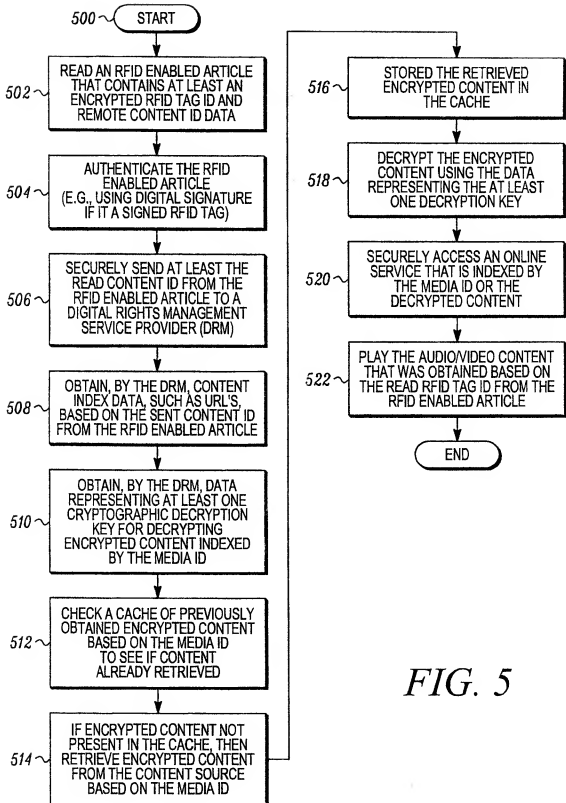 500
START
502
READ AN RFID ENABLED ARTICLE
THAT CONTAINS AT LEAST AN
ENCRYPTED RFID TAG ID AND
REMOTE CONTENT ID DATA
504
AUTHENTICATE THE RFID
ENABLED ARTICLE
(E.G., USING DIGITAL SIGNATURE
IF IT A SIGNED RFID TAG)
506
SECURELY SEND AT LEAST THE
READ CONTENT ID FROM THE
RFID ENABLED ARTICLE TO A
DIGITAL RIGHTS MANAGEMENT
SERVICE PROVIDER (DRM)
508
OBTAIN, BY THE DRM, CONTENT
INDEX DATA, SUCH AS URL'S,
BASED ON THE SENT CONTENT ID
FROM THE RFID ENABLED ARTICLE
510
OBTAIN, BY THE DRM, DATA
REPRESENTING AT LEAST ONE
CRYPTOGRAPHIC DECRYPTION
KEY FOR DECRYPTING
ENCRYPTED CONTENT INDEXED
BY THE MEDIA ID
512
CHECK A CACHE OF PREVIOUSLY
OBTAINED ENCRYPTED CONTENT
BASED ON THE MEDIA ID
TO SEE IF CONTENT
ALREADY RETRIEVED
514
IF ENCRYPTED CONTENT NOT
PRESENT IN THE CACHE, THEN
RETRIEVE ENCRYPTED CONTENT
FROM THE CONTENT SOURCE
BASED ON THE MEDIA ID
516
STORED THE RETRIEVED
ENCRYPTED CONTENT IN
THE CACHE
518
DECRYPT THE ENCRYPTED
CONTENT USING THE DATA
REPRESENTING THE AT LEAST
ONE DECRYPTION KEY
520
SECURELY ACCESS AN ONLINE
SERVICE THAT IS INDEXED BY
THE MEDIA ID OR THE
DECRYPTED CONTENT
522
PLAY THE AUDIO/VIDEO CONTENT
THAT WAS OBTAINED BASED ON
THE READ RFID TAG ID FROM THE
RFID ENABLED ARTICLE
END
FIG. 5